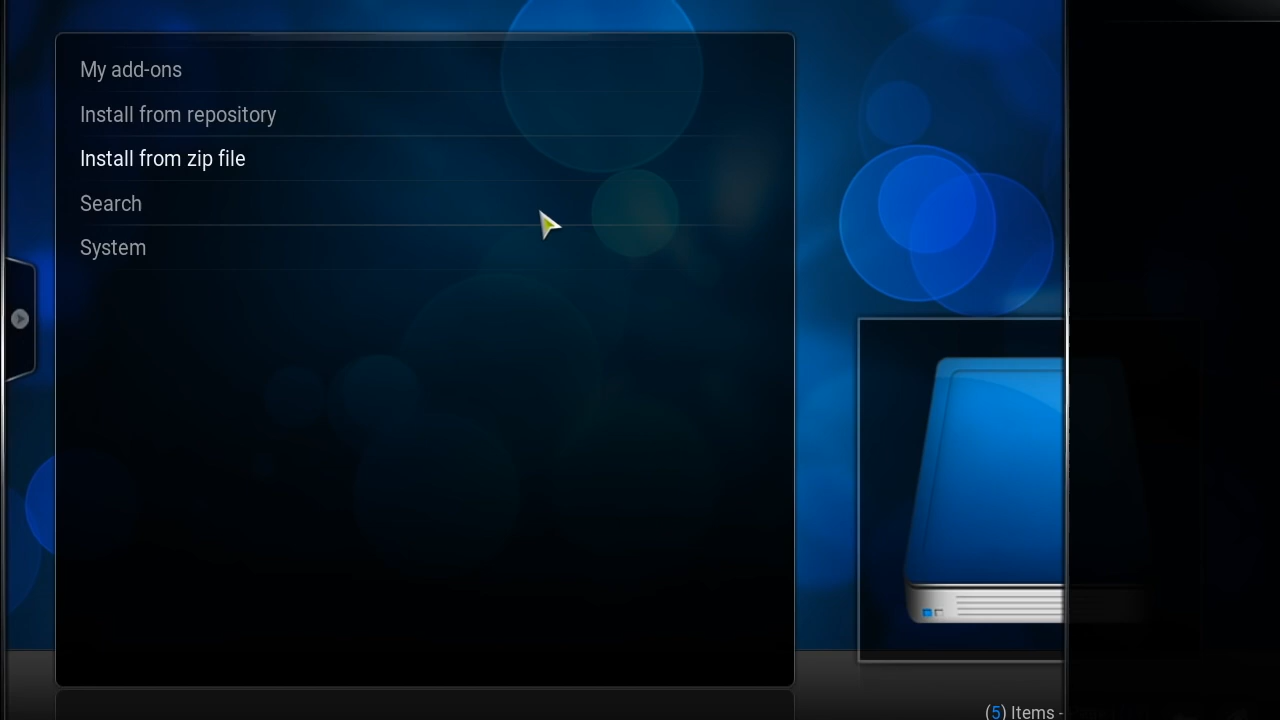 My add-ons
Install from repository
Install from zip file
Search
System
(5) Items -